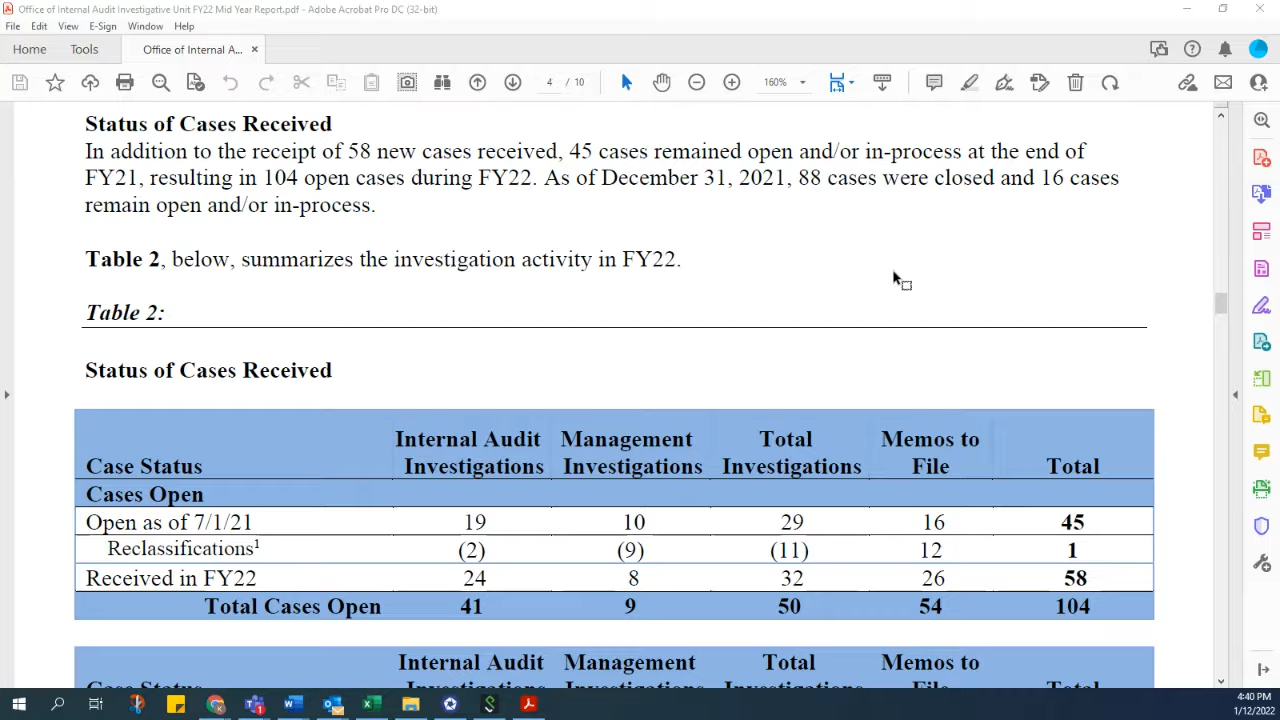 Office of Internal Audit Investigative Unit FY22 Mid Year Report.pdf - Adobe Acrobat Pro DC (32-bit)
File Edit View E-Sign Window Help
Home Tools Office of Internal A... ×
4 / 10 160%
Status of Cases Received
In addition to the receipt of 58 new cases received, 45 cases remained open and/or in-process at the end of
FY21, resulting in 104 open cases during FY22. As of December 31, 2021, 88 cases were closed and 16 cases
remain open and/or in-process.
Table 2, below, summarizes the investigation activity in FY22.
Table 2:
Status of Cases Received
Internal Audit Management Total Memos to
Case Status Investigations Investigations Investigations File Total
Cases Open
Open as of 7/1/21 19 10 29 16 45
Reclassifications¹ (2) (9) (11) 12 1
Received in FY22 24 8 32 26 58
Total Cases Open 41 9 50 54 104
Internal Audit Management Total Memos to
Case Status Investigations Investigations Investigations File Total
4:40 PM
1/12/2022